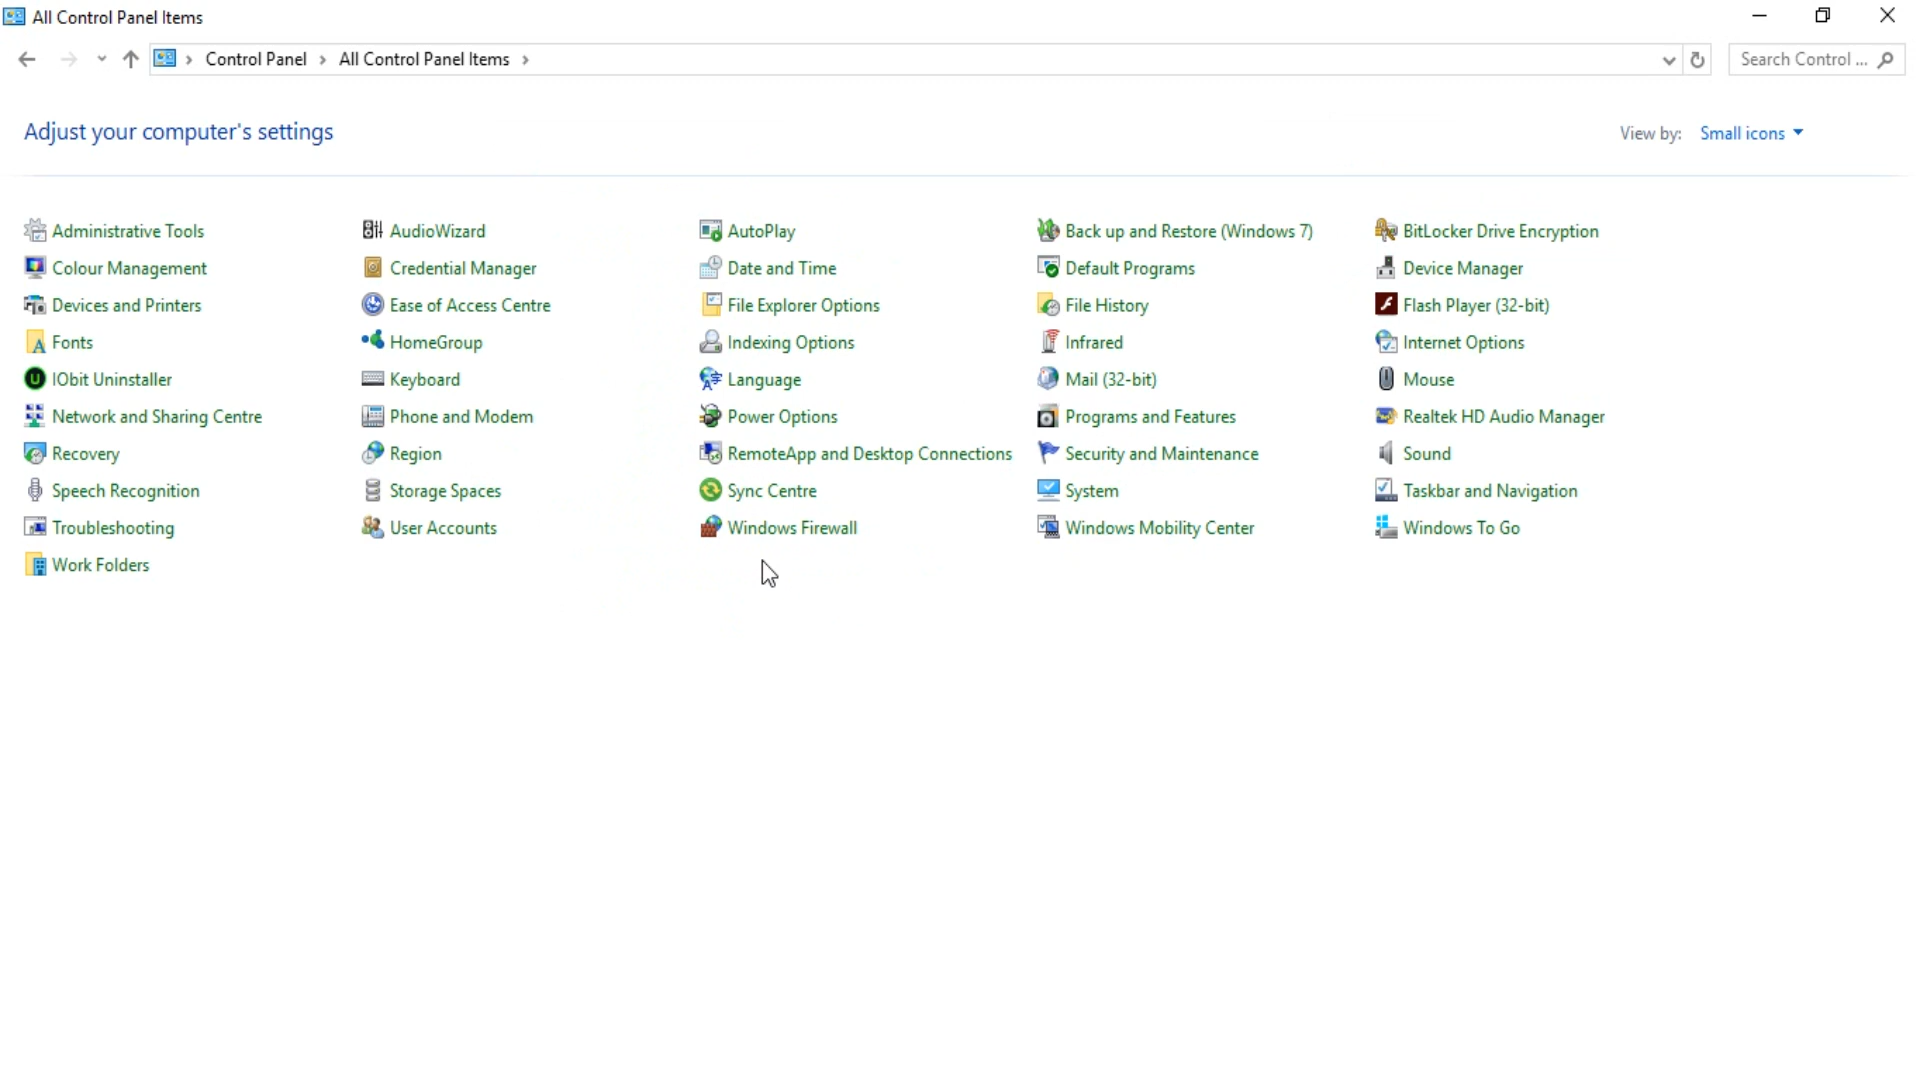 All Control Panel Items
Control Panel > All Control Panel Items >
Search Control ...
Adjust your computer's settings
View by: Small icons
Administrative Tools
AudioWizard
AutoPlay
Back up and Restore (Windows 7)
BitLocker Drive Encryption
Colour Management
Credential Manager
Date and Time
Default Programs
Device Manager
Devices and Printers
Ease of Access Centre
File Explorer Options
File History
Flash Player (32-bit)
Fonts
HomeGroup
Indexing Options
Infrared
Internet Options
IObit Uninstaller
Keyboard
Language
Mail (32-bit)
Mouse
Network and Sharing Centre
Phone and Modem
Power Options
Programs and Features
Realtek HD Audio Manager
Recovery
Region
RemoteApp and Desktop Connections
Security and Maintenance
Sound
Speech Recognition
Storage Spaces
Sync Centre
System
Taskbar and Navigation
Troubleshooting
User Accounts
Windows Firewall
Windows Mobility Center
Windows To Go
Work Folders